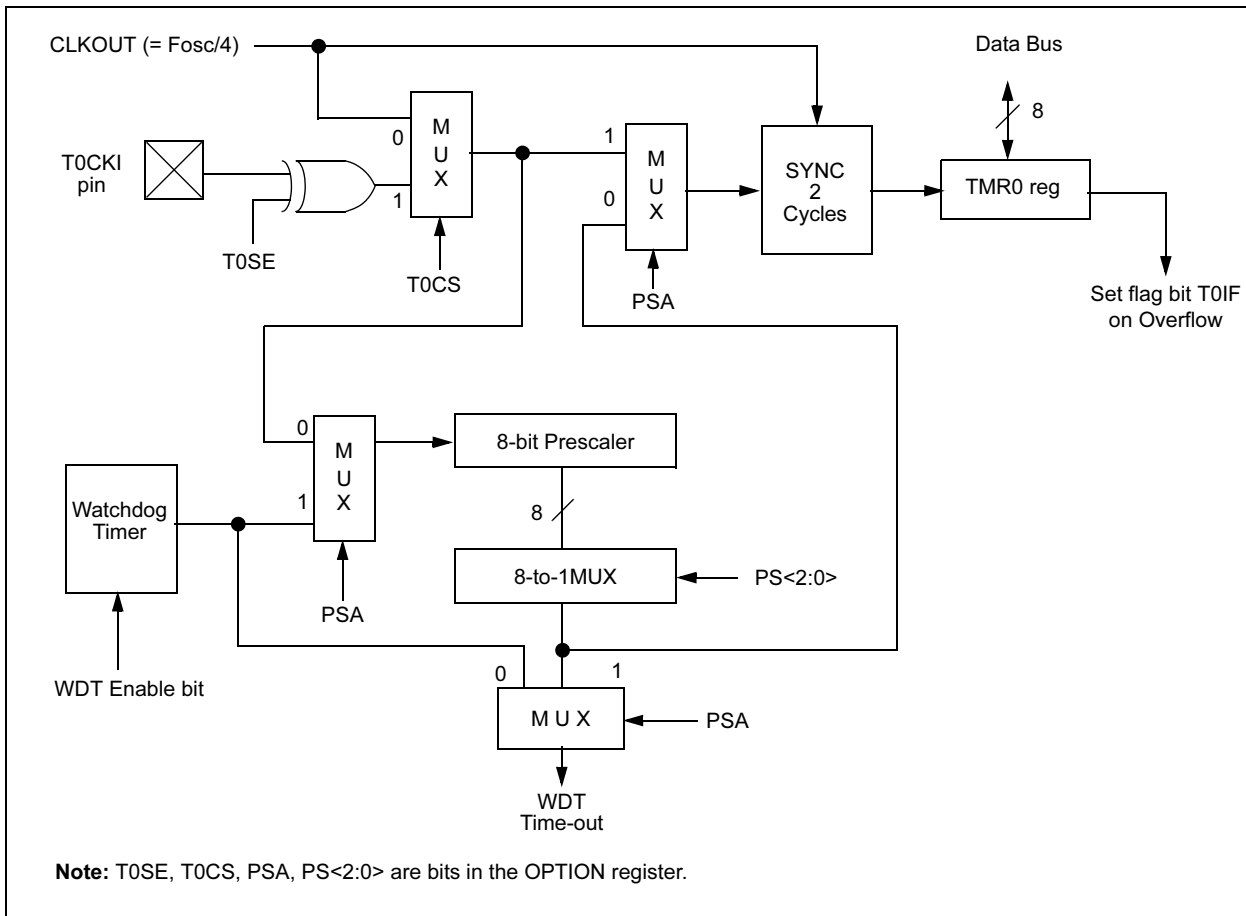 CLKOUT (= Fosc/4)
Data Bus
8
T0CKI
pin
0
1
M
U
X
T0SE
T0CS
1
0
M
U
X
PSA
SYNC
2
Cycles
TMR0 reg
Set flag bit T0IF
on Overflow
0
1
M
U
X
PSA
8-bit Prescaler
8
8-to-1MUX
PS<2:0>
Watchdog
Timer
WDT Enable bit
0
1
M U X
PSA
WDT
Time-out
Note: T0SE, T0CS, PSA, PS<2:0> are bits in the OPTION register.